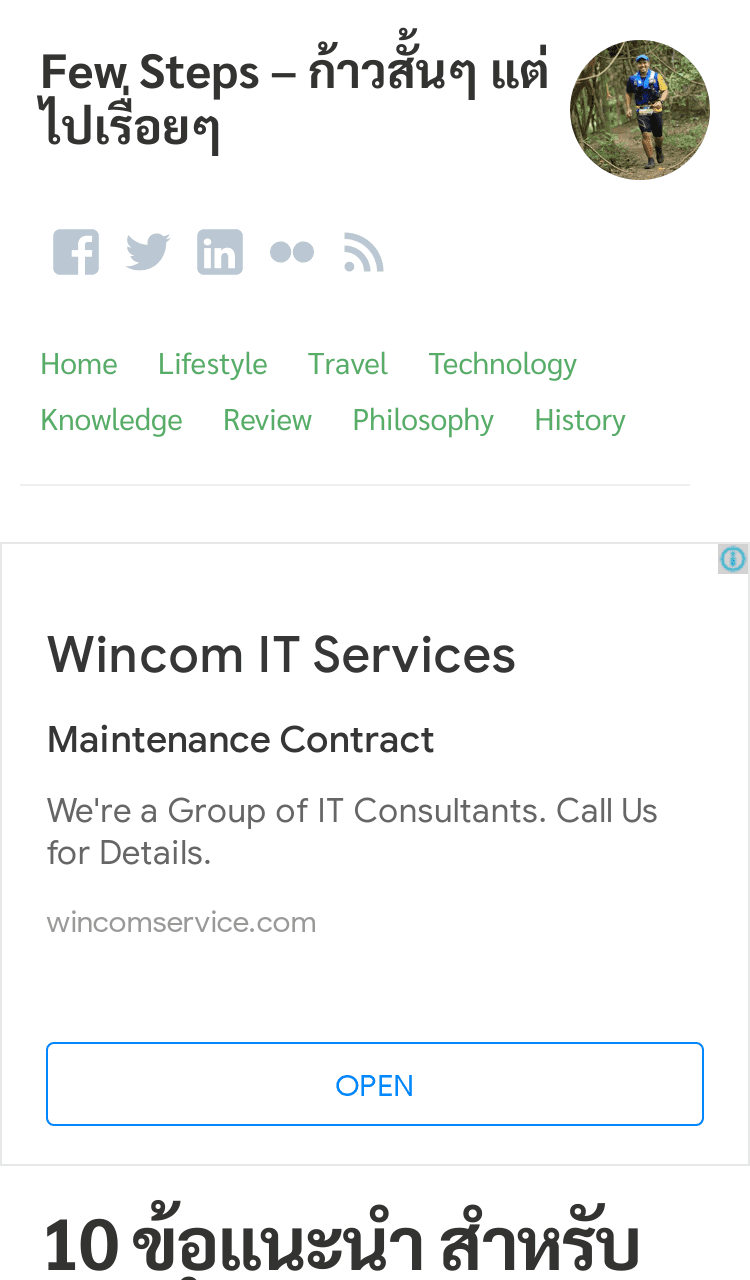 Few Steps – ก้าวสั้นๆ แต่
ไปเรื่อยๆ
Home Lifestyle Travel Technology
Knowledge Review Philosophy History
Wincom IT Services
Maintenance Contract
We're a Group of IT Consultants. Call Us
for Details.
wincomservice.com
OPEN
10 ข้อแนะนำ สำหรับ